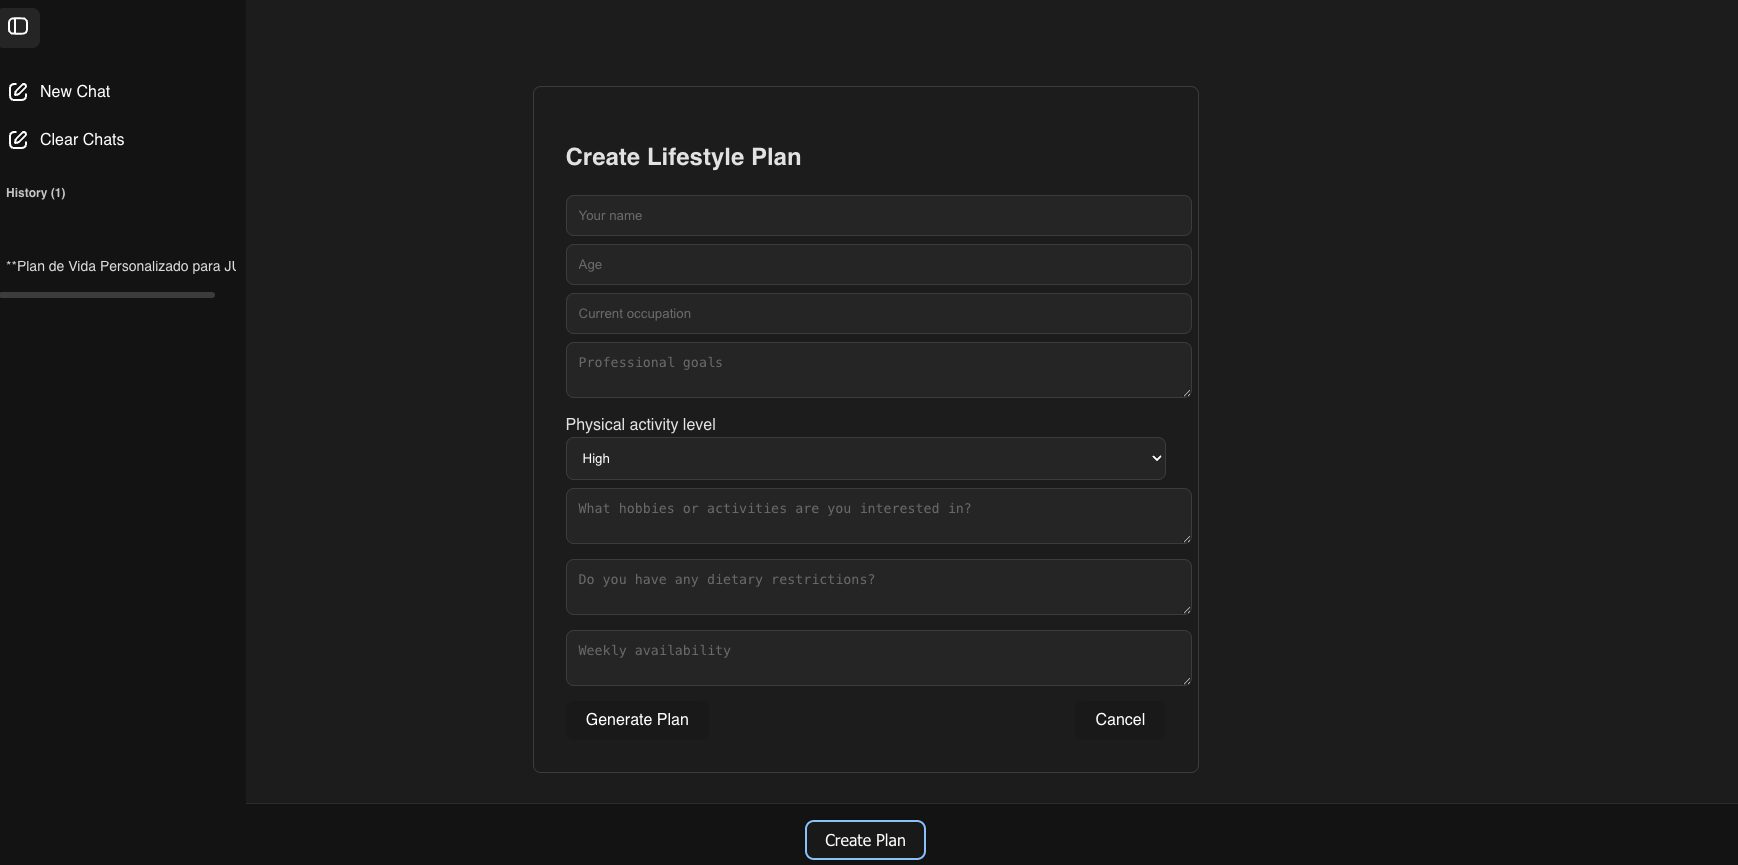 New Chat
Clear Chats
History (1)
**Plan de Vida Personalizado para JU
Create Lifestyle Plan
Your name
Age
Current occupation
Professional goals
Physical activity level
High
What hobbies or activities are you interested in?
Do you have any dietary restrictions?
Weekly availability
Generate Plan
Cancel
Create Plan